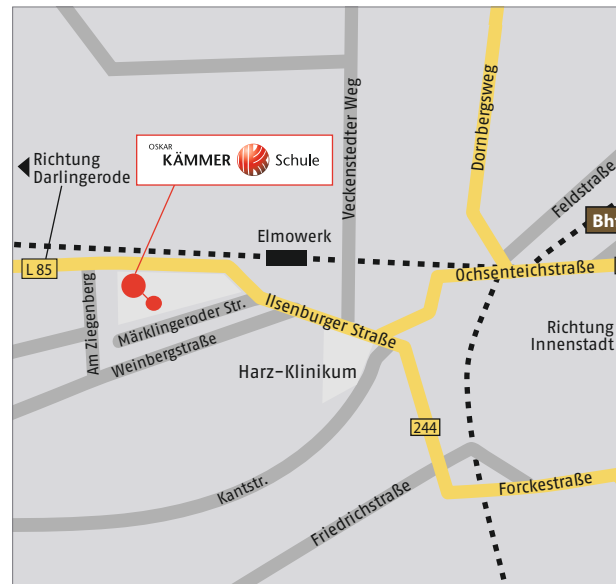 Dornbergsweg
Veckenstedter Weg
OSKAR
KÄMMER Schule
Richtung
Darlingerode
Feldstraße
Elmowerk
L 85
Ochsenteichstraße
Am Ziegenberg
Märklingeroder Str.
Ilsenburger Straße
Weinbergstraße
Richtung
Innenstadt
Harz-Klinikum
244
Kantstr.
Friedrichstraße
Forckestraße